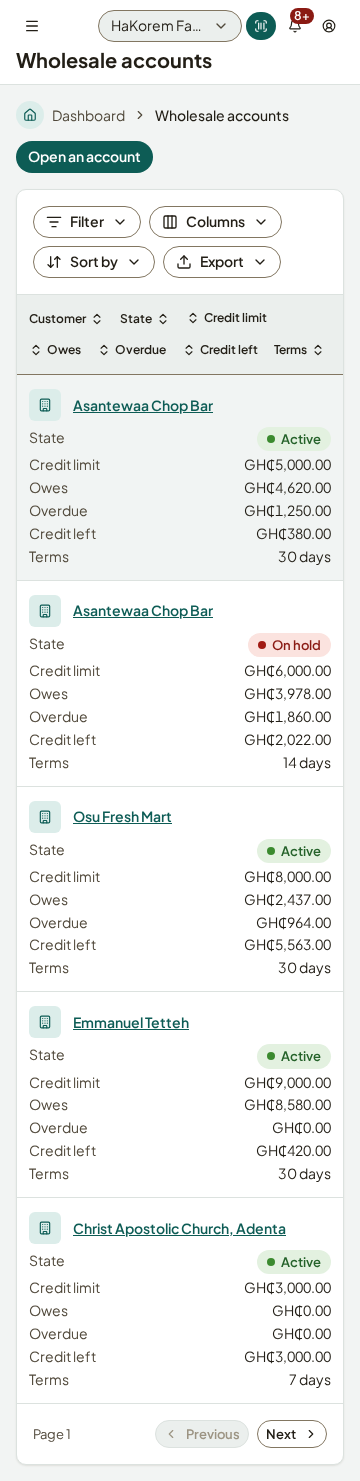 HaKorem Fa...
8+
Wholesale accounts
Dashboard > Wholesale accounts
Open an account
Filter Columns
Sort by Export
Customer State Credit limit
Owes Overdue Credit left Terms
Asantewaa Chop Bar
State Active
Credit limit GH₵5,000.00
Owes GH₵4,620.00
Overdue GH₵1,250.00
Credit left GH₵380.00
Terms 30 days
Asantewaa Chop Bar
State On hold
Credit limit GH₵6,000.00
Owes GH₵3,978.00
Overdue GH₵1,860.00
Credit left GH₵2,022.00
Terms 14 days
Osu Fresh Mart
State Active
Credit limit GH₵8,000.00
Owes GH₵2,437.00
Overdue GH₵964.00
Credit left GH₵5,563.00
Terms 30 days
Emmanuel Tetteh
State Active
Credit limit GH₵9,000.00
Owes GH₵8,580.00
Overdue GH₵0.00
Credit left GH₵420.00
Terms 30 days
Christ Apostolic Church, Adenta
State Active
Credit limit GH₵3,000.00
Owes GH₵0.00
Overdue GH₵0.00
Credit left GH₵3,000.00
Terms 7 days
Page 1 Previous Next